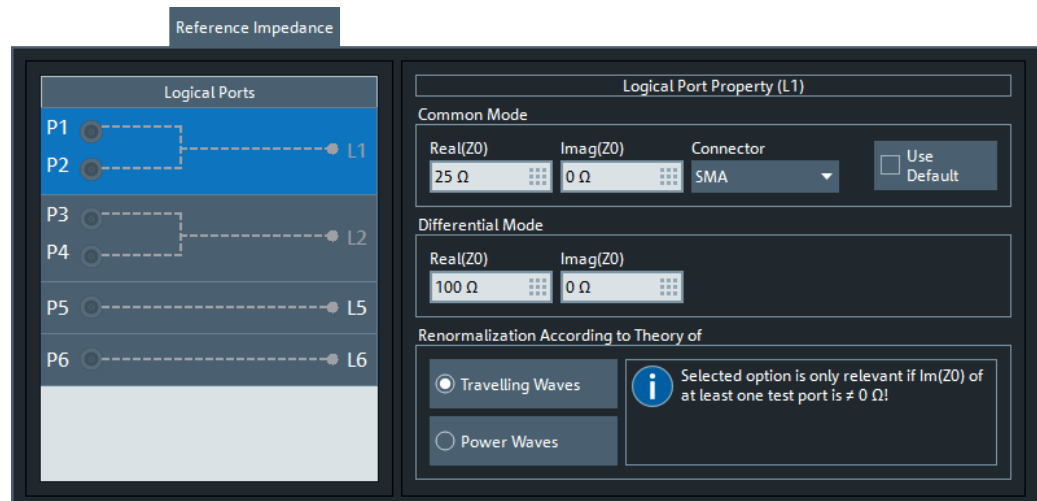 Reference Impedance
Logical Ports
P1
L1
P2
P3
L2
P4
P5
L5
P6
L6
Logical Port Property (L1)
Common Mode
Real(Z0) Imag(Z0) Connector
25 Ω 0 Ω SMA
Use
Default
Differential Mode
Real(Z0) Imag(Z0)
100 Ω 0 Ω
Renormalization According to Theory of
Travelling Waves
Power Waves
i
Selected option is only relevant if Im(Z0) of
at least one test port is ≠ 0 Ω!